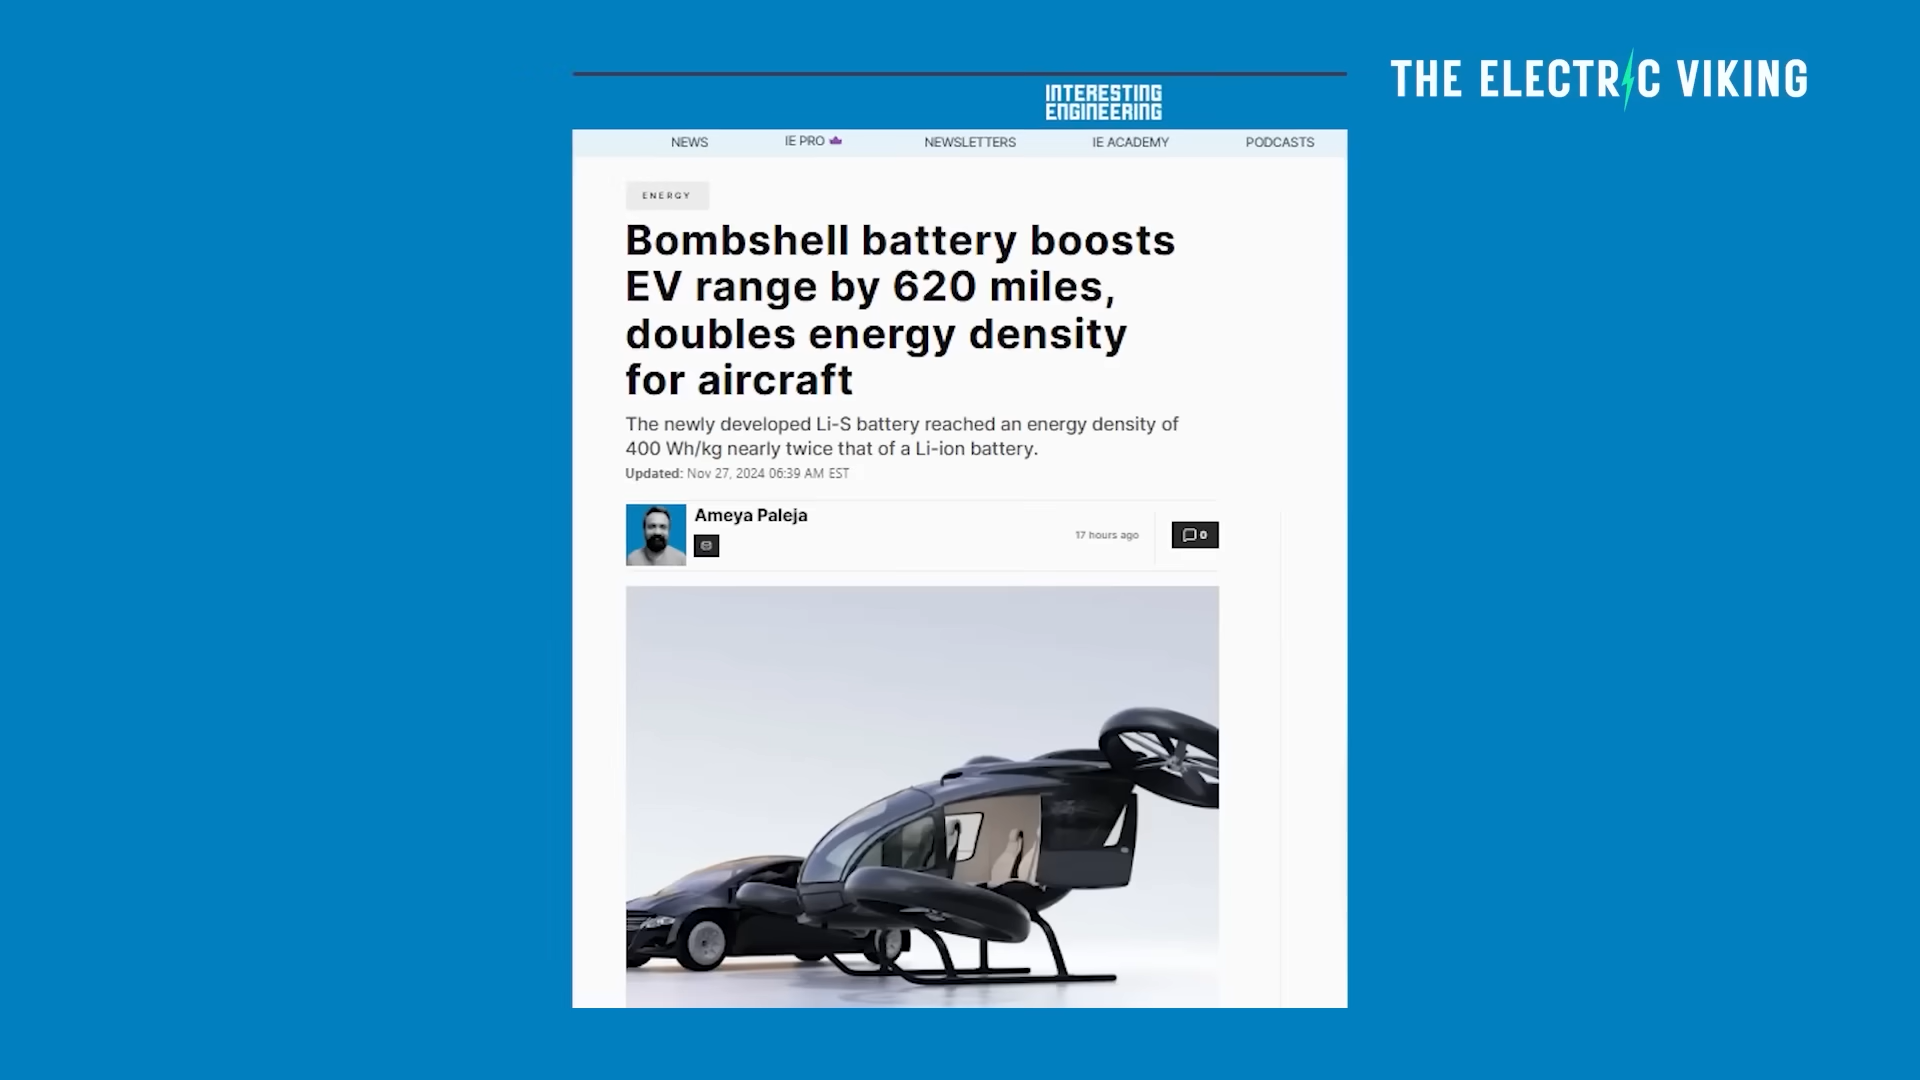 THE ELECTRIC VIKING
INTERESTING
ENGINEERING
NEWS IE PRO NEWSLETTERS IE ACADEMY PODCASTS
ENERGY
Bombshell battery boosts
EV range by 620 miles,
doubles energy density
for aircraft
The newly developed Li-S battery reached an energy density of
400 Wh/kg nearly twice that of a Li-ion battery.
Updated: Nov 27, 2024 06:39 AM EST
Ameya Paleja
17 hours ago
0